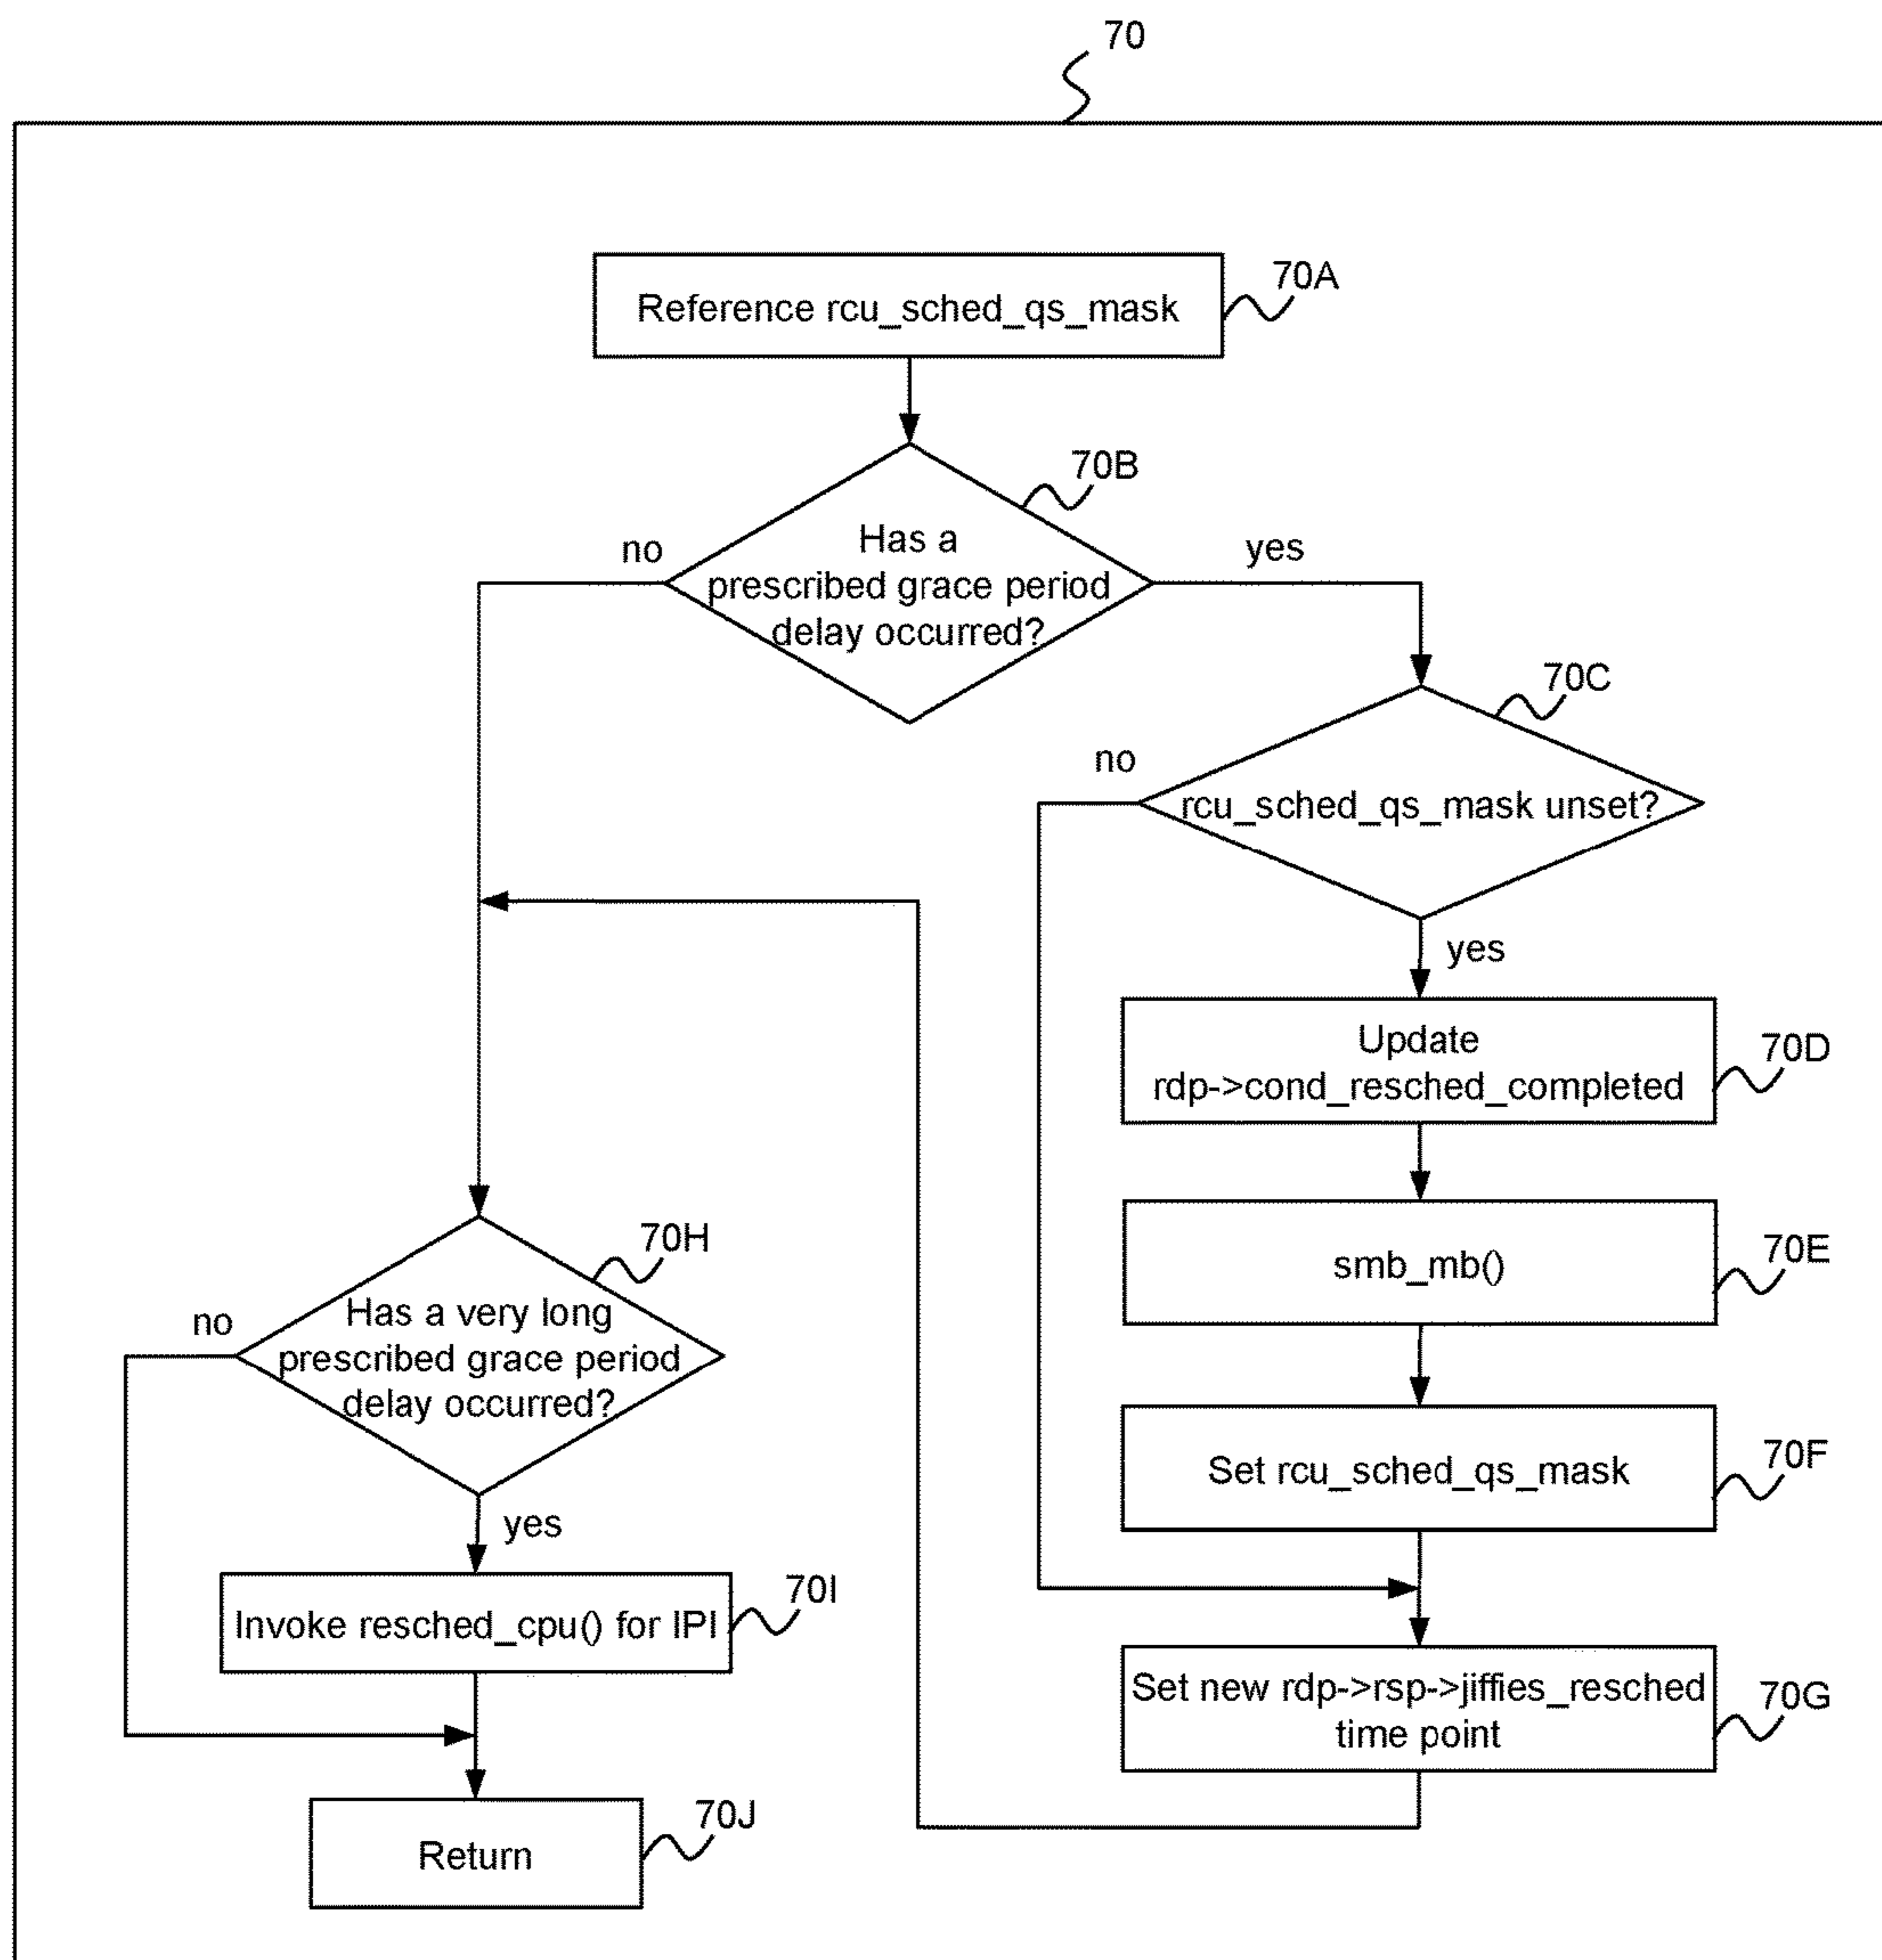 70
Reference rcu_sched_qs_mask
70A
70B
Has a
prescribed grace period
delay occurred?
no
yes
70C
no
rcu_sched_qs_mask unset?
yes
Update
rdp->cond_resched_completed
70D
smb_mb()
70E
Set rcu_sched_qs_mask
70F
Set new rdp->rsp->jiffies_resched
time point
70G
70H
no
Has a very long
prescribed grace period
delay occurred?
yes
Invoke resched_cpu() for IPI
70I
Return
70J